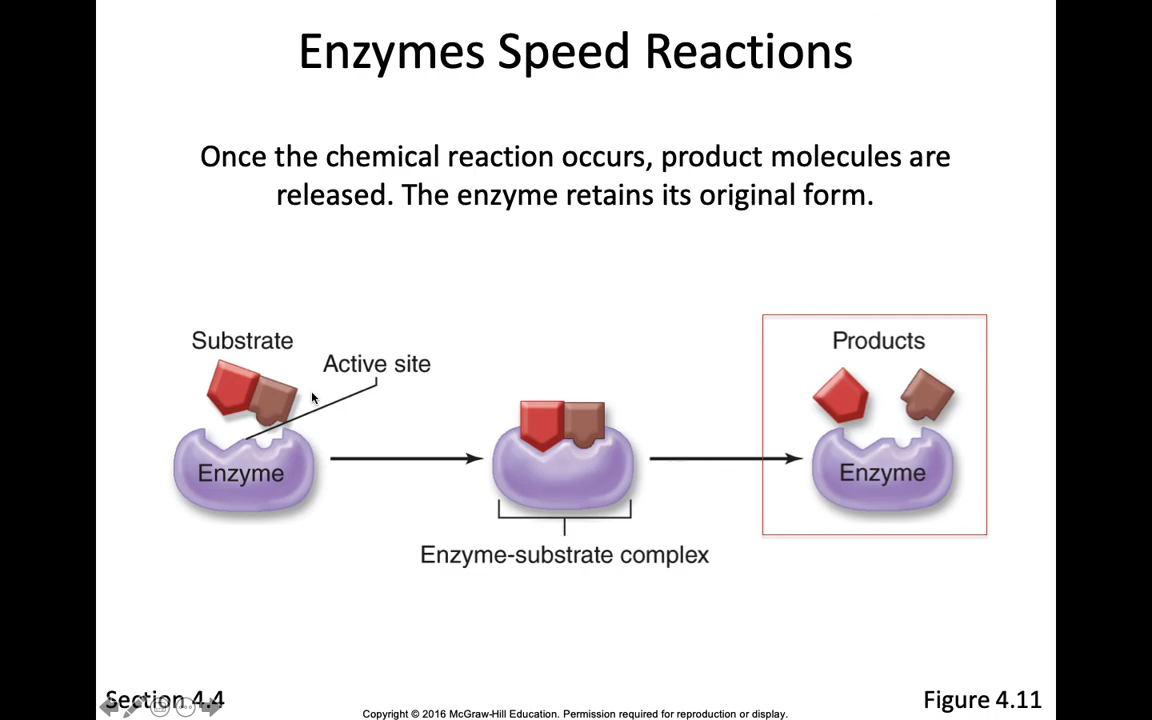 Enzymes Speed Reactions
Once the chemical reaction occurs, product molecules are
released. The enzyme retains its original form.
Substrate
Active site
Products
Enzyme
Enzyme
Enzyme-substrate complex
Section 4.4
Figure 4.11
Copyright © 2016 McGraw-Hill Education. Permission required for reproduction or display.